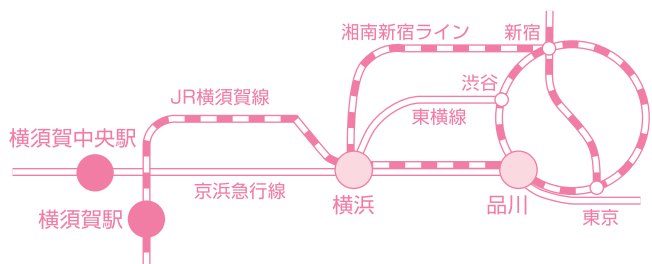 湘南新宿ライン
新宿
渋谷
JR横須賀線
東横線
横須賀中央駅
京浜急行線
横浜
品川
横須賀駅
東京